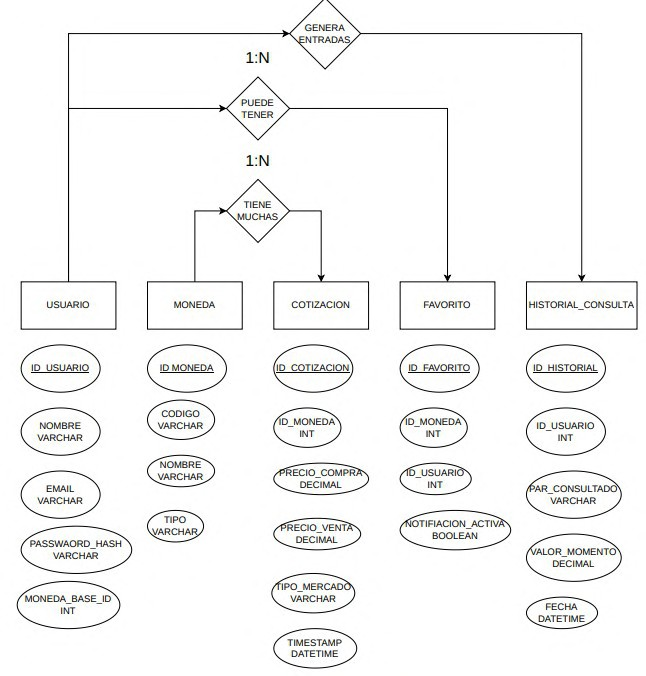 GENERA
ENTRADAS
1:N
PUEDE
TENER
1:N
TIENE
MUCHAS
USUARIO
MONEDA
COTIZACION
FAVORITO
HISTORIAL_CONSULTA
ID_USUARIO
NOMBRE
VARCHAR
EMAIL
VARCHAR
PASSWAORD_HASH
VARCHAR
MONEDA_BASE_ID
INT
ID MONEDA
CODIGO
VARCHAR
NOMBRE
VARCHAR
TIPO
VARCHAR
ID_COTIZACION
ID_MONEDA
INT
PRECIO_COMPRA
DECIMAL
PRECIO_VENTA
DECIMAL
TIPO_MERCADO
VARCHAR
TIMESTAMP
DATETIME
ID_FAVORITO
ID_MONEDA
INT
ID_USUARIO
INT
NOTIFIACION_ACTIVA
BOOLEAN
ID_HISTORIAL
ID_USUARIO
INT
PAR_CONSULTADO
VARCHAR
VALOR_MOMENTO
DECIMAL
FECHA
DATETIME